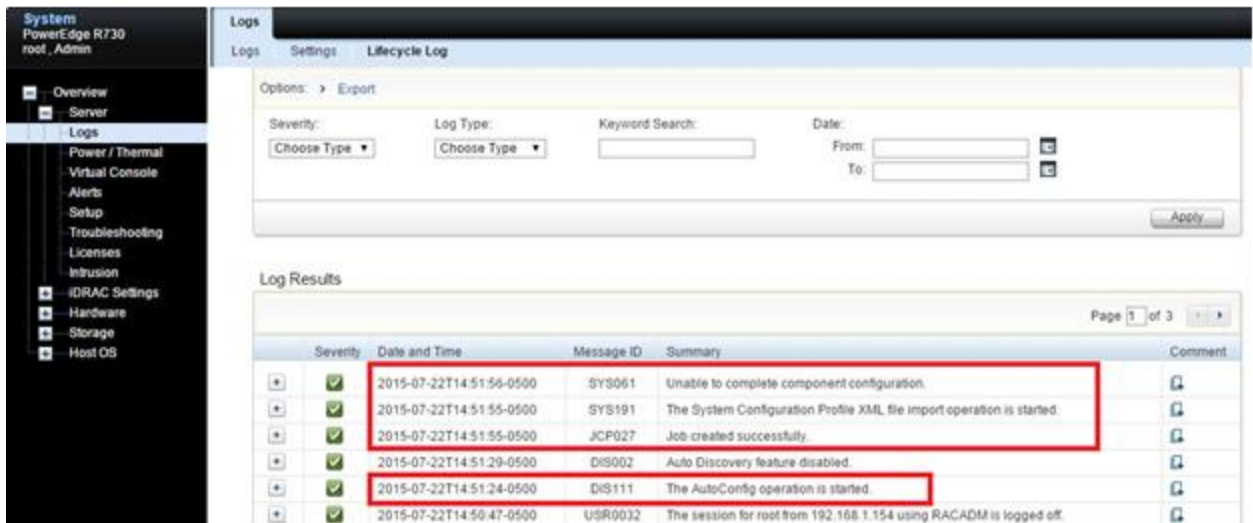 System
PowerEdge R730
root , Admin
Logs
Logs Settings Lifecycle Log
Overview
Server
Logs
Power / Thermal
Virtual Console
Alerts
Setup
Troubleshooting
Licenses
Intrusion
iDRAC Settings
Hardware
Storage
Host OS
Options: Export
Severity: Log Type: Keyword Search: Date:
Choose Type Choose Type From:
To:
Apply
Log Results
Page 1 of 3
Severity Date and Time Message ID Summary Comment
2015-07-22T14:51:56-0500 SYS061 Unable to complete component configuration.
2015-07-22T14:51:55-0500 SYS191 The System Configuration Profile XML file import operation is started.
2015-07-22T14:51:55-0500 JCP027 Job created successfully.
2015-07-22T14:51:29-0500 DIS002 Auto Discovery feature disabled.
2015-07-22T14:51:24-0500 DIS111 The AutoConfig operation is started.
2015-07-22T14:50:47-0500 USR0032 The session for root from 192.168.1.154 using RACADM is logged off.